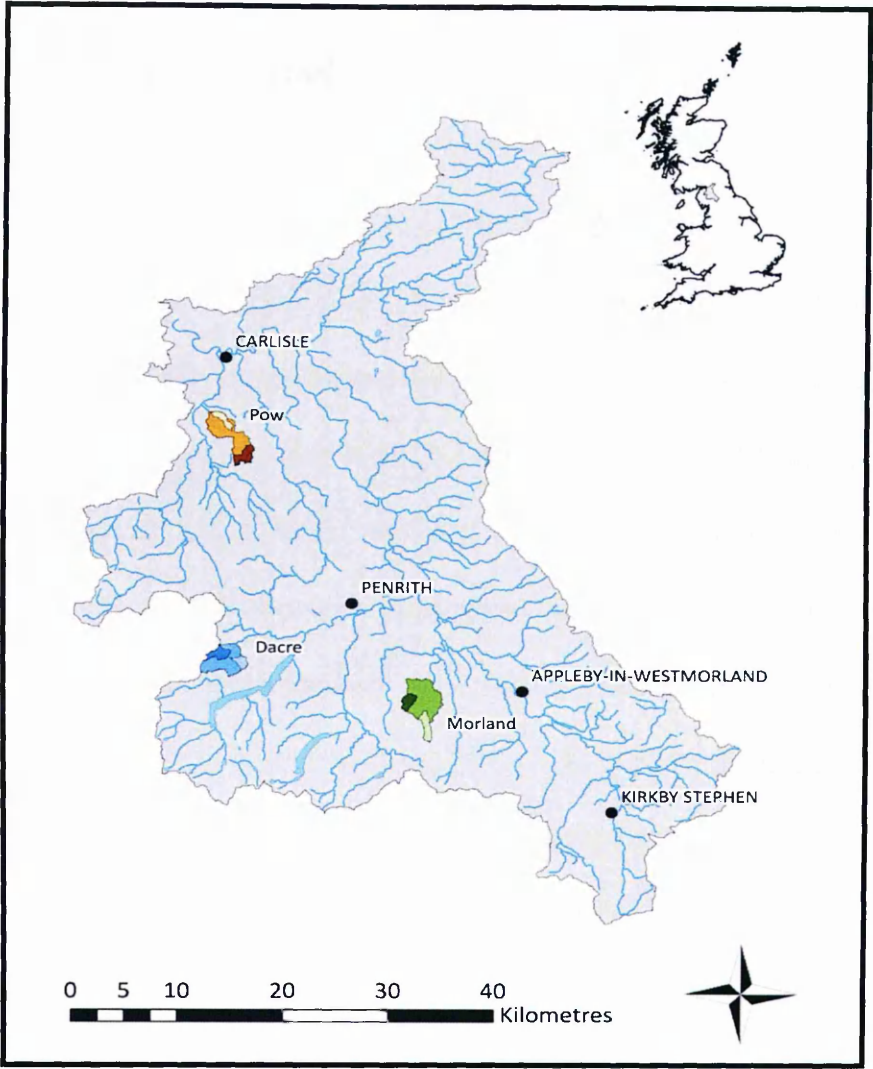 CARLISLE
Pow
PENRITH
Dacre
APPLEBY-IN-WESTMORLAND
Morland
KIRKBY STEPHEN
0 5 10 20 30 40
Kilometres